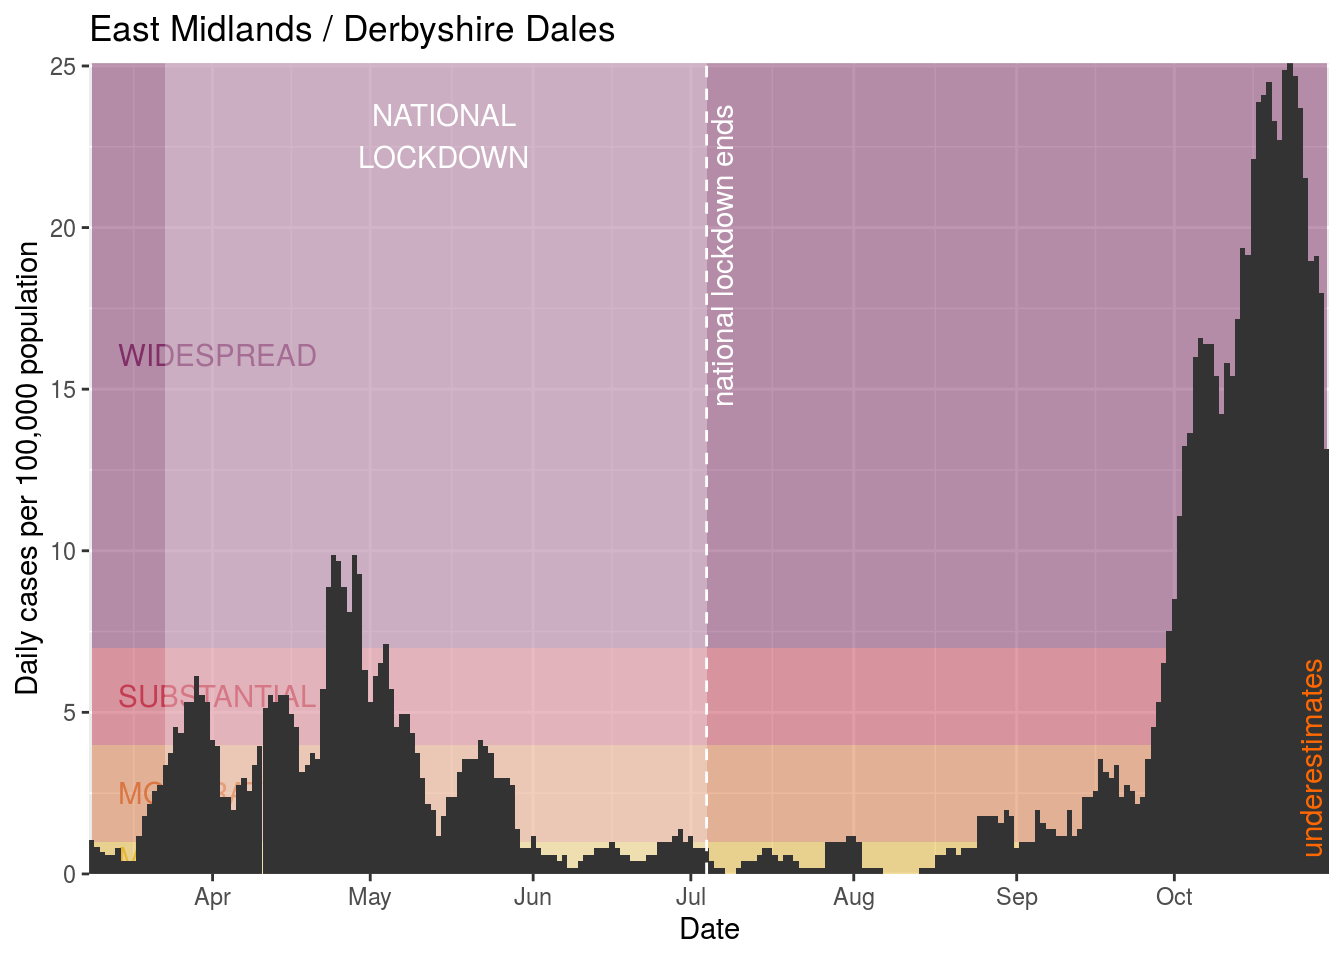 East Midlands / Derbyshire Dales
25
20
15
10
5
0
Daily cases per 100,000 population
NATIONAL
LOCKDOWN
national lockdown ends
WIDESPREAD
SUBSTANTIAL
underestimates
Apr
May
Jun
Jul
Aug
Sep
Oct
Date